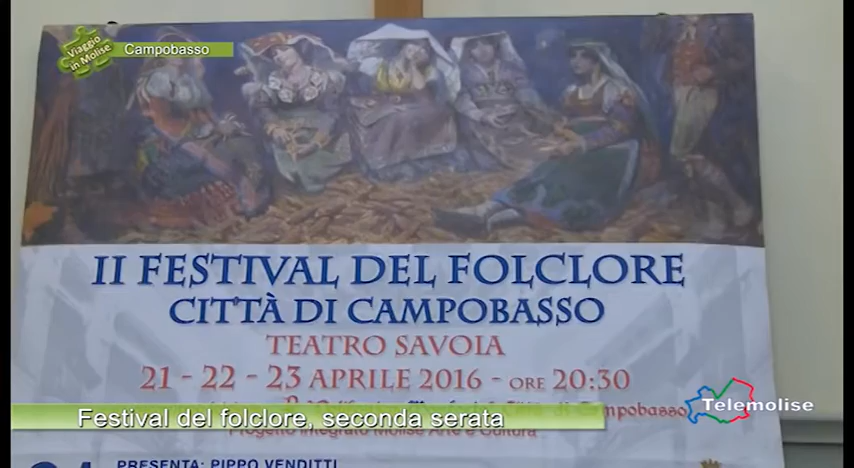 Viaggio
in Molise
Campobasso
II FESTIVAL DEL FOLCLORE
CITTÀ DI CAMPOBASSO
TEATRO SAVOIA
21 - 22 - 23 APRILE 2016 - ORE 20:30
di Campobasso
Telemolise
Festival del folclore, seconda serata
Progetto Integrato Molise Arte e Cultura
PRESENTA: PIPPO VENDITTI